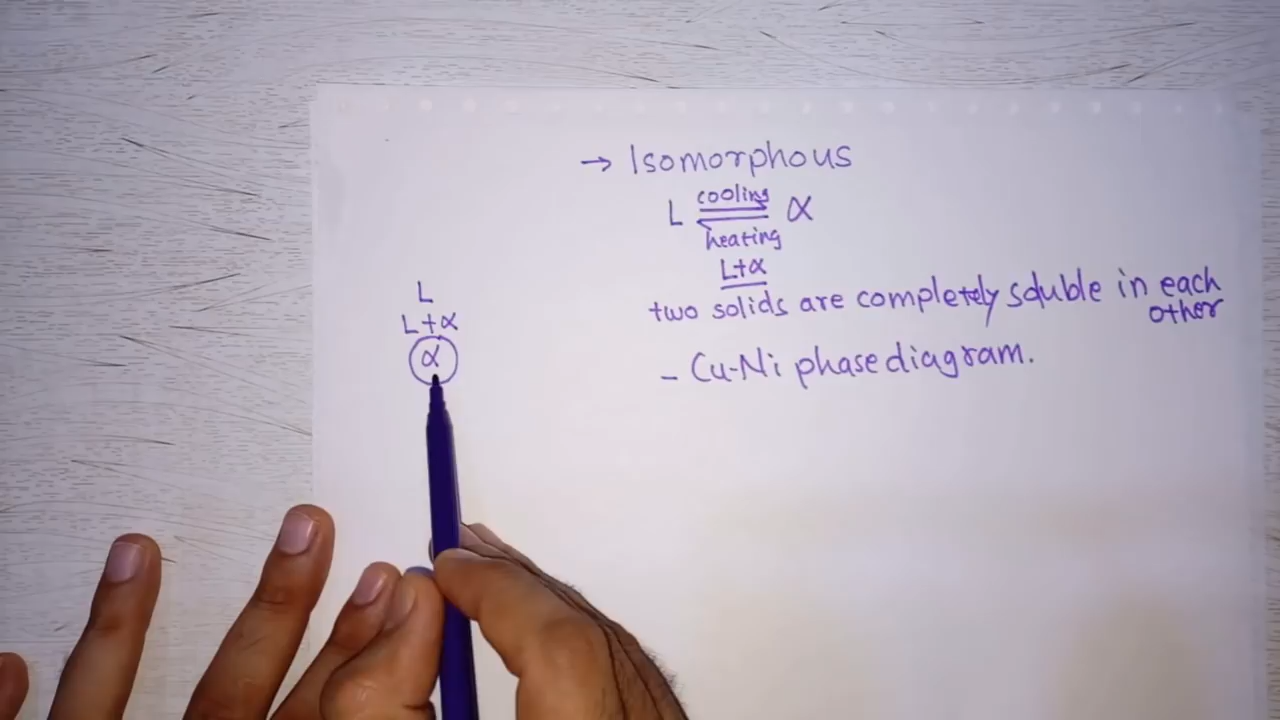 → Isomorphous
cooling
L ⇌ α
heating
L+α
two solids are completely soluble in each
other
- Cu-Ni phase diagram.
L
L+α
α